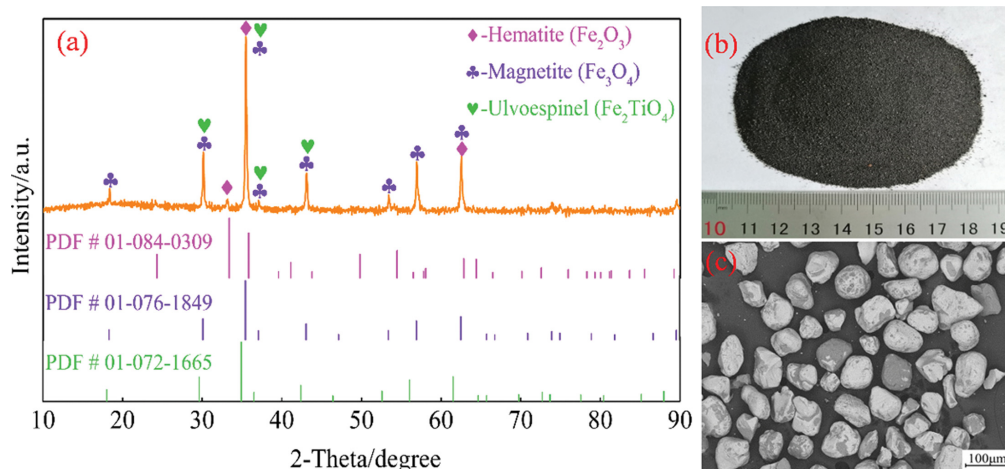 (a)
♦-Hematite (Fe₂O₃)
♣-Magnetite (Fe₃O₄)
♥-Ulvoespinel (Fe₂TiO₄)
Intensity/a.u.
PDF # 01-084-0309
PDF # 01-076-1849
PDF # 01-072-1665
10 20 30 40 50 60 70 80 90
2-Theta/degree
(b)
10 11 12 13 14 15 16 17 18 19
(c)
100μm